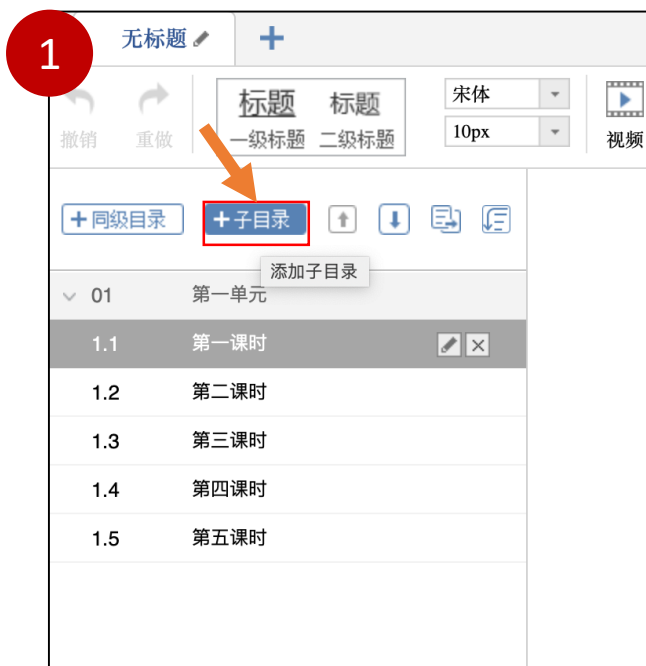 1
无标题
标题 标题
一级标题 二级标题
宋体
10px
撤销 重做
视频
同级目录
子目录
添加子目录
01 第一单元
1.1 第一课时
1.2 第二课时
1.3 第三课时
1.4 第四课时
1.5 第五课时